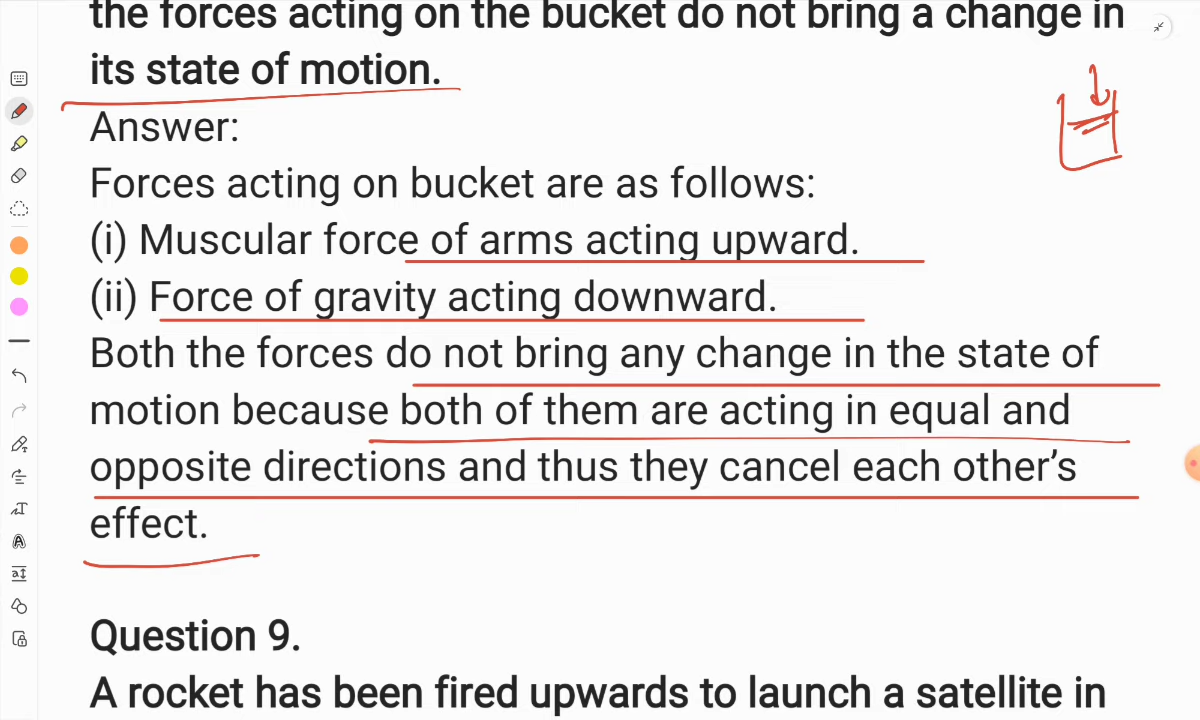 the forces acting on the bucket do not bring a change in
its state of motion.
Answer:
Forces acting on bucket are as follows:
(i) Muscular force of arms acting upward.
(ii) Force of gravity acting downward.
Both the forces do not bring any change in the state of
motion because both of them are acting in equal and
opposite directions and thus they cancel each other’s
effect.
Question 9.
A rocket has been fired upwards to launch a satellite in